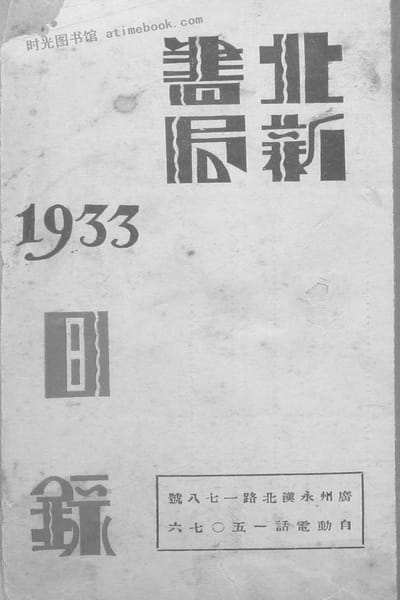 时光图书馆 atimebook.com
北新
書局
1933
目
錄
廣州永漢北路一七八號
自動電話一五〇七六